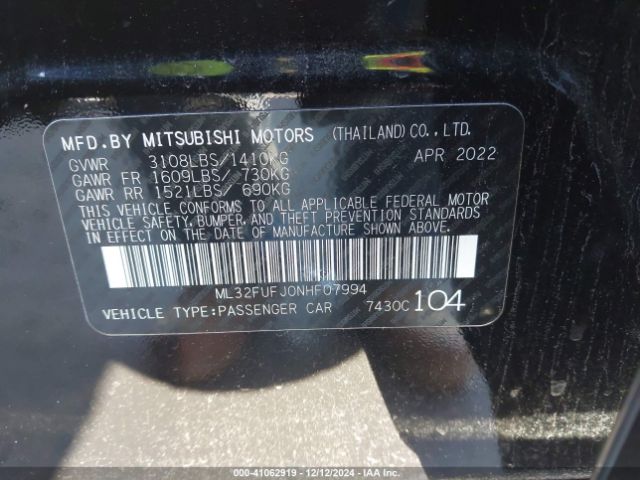 MFD.BY MITSUBISHI MOTORS (THAILAND)CO.,LTD.
GVWR 3108LBS/1410KG APR 2022
GAWR FR 1609LBS/ 730KG
GAWR RR 1521LBS/ 690KG
THIS VEHICLE CONFORMS TO ALL APPLICABLE FEDERAL MOTOR
VEHICLE SAFETY,BUMPER,AND THEFT PREVENTION STANDARDS
IN EFFECT ON THE DATE OF MANUFACTURE SHOWN ABOVE.
ML32FUFJ0NHF07994
VEHICLE TYPE:PASSENGER CAR 7430C 104
000-41062919 - 12/12/2024 - IAAI.COM